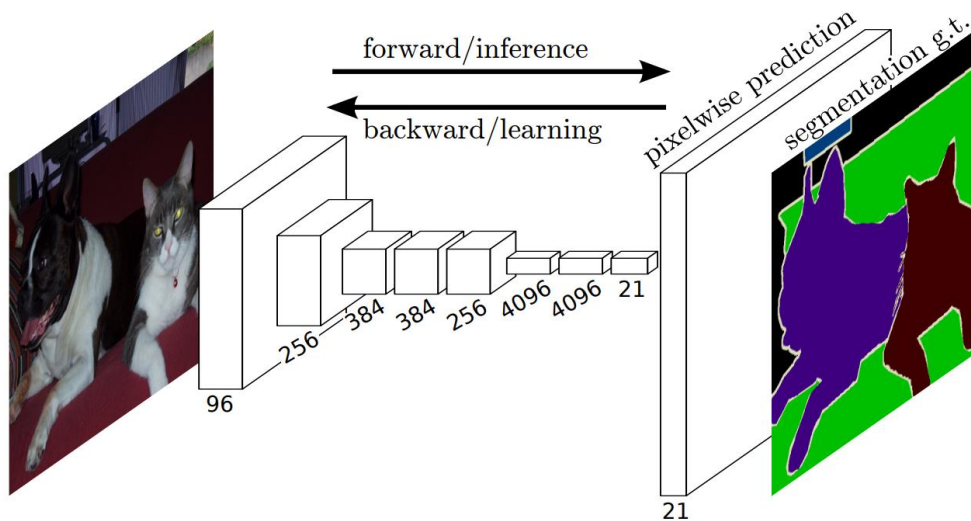 forward/inference
backward/learning
pixelwise prediction
segmentation g.t.
96
256
384
384
256
4096
4096
21
21